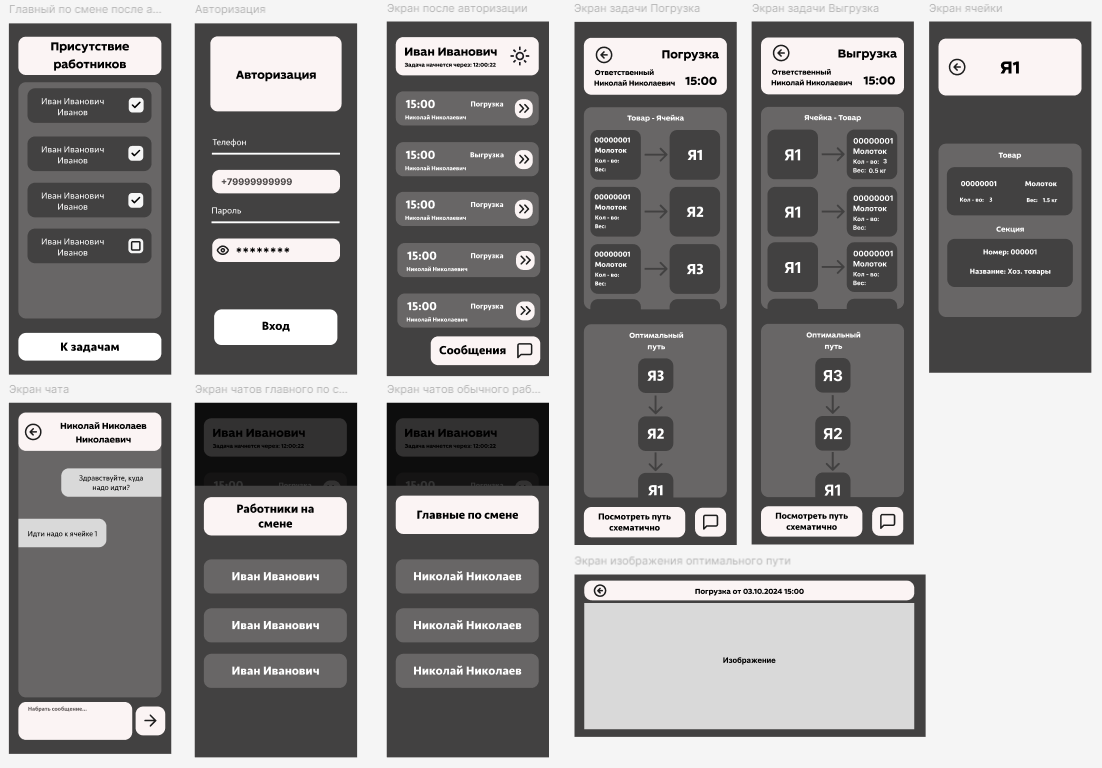 Главный по смене после а...
Присутствие
работников
Иван Иванович
Иванов
Иван Иванович
Иванов
Иван Иванович
Иванов
Иван Иванович
Иванов
К задачам
Авторизация
Авторизация
Телефон
+79999999999
Пароль
********
Вход
Экран после авторизации
Иван Иванович
Задача начнется через: 12:00:22
15:00 Погрузка
Николай Николаевич
15:00 Выгрузка
Николай Николаевич
15:00 Погрузка
Николай Николаевич
15:00 Погрузка
Николай Николаевич
15:00 Погрузка
Николай Николаевич
Сообщения
Экран задачи Погрузка
Погрузка
Ответственный
Николай Николаевич 15:00
Товар - Ячейка
00000001
Молоток
Кол - во:
Вес:
Я1
00000001
Молоток
Кол - во:
Вес:
Я2
00000001
Молоток
Кол - во:
Вес:
Я3
Оптимальный
путь
Я3
Я2
Я1
Посмотреть путь
схематично
Экран задачи Выгрузка
Выгрузка
Ответственный
Николай Николаевич 15:00
Ячейка - Товар
Я1
00000001
Молоток
Кол - во: 3
Вес: 0.5 кг
Я1
00000001
Молоток
Кол - во:
Вес:
Я1
00000001
Молоток
Кол - во:
Вес:
Оптимальный
путь
Я3
Я2
Я1
Посмотреть путь
схематично
Экран ячейки
Я1
Товар
00000001 Молоток
Кол - во: 3 Вес: 1.5 кг
Секция
Номер: 000001
Название: Хоз. товары
Экран чата
Николай Николаев
Николаевич
Здравствуйте, куда
надо идти?
Идти надо к ячейке 1
Набрать сообщение...
Экран чатов главного по с...
Иван Иванович
Задача начнется через: 12:00:22
15:00 Погрузка
Работники на
смене
Иван Иванович
Иван Иванович
Иван Иванович
Экран чатов обычного раб...
Иван Иванович
Задача начнется через: 12:00:22
15:00 Погрузка
Главные по смене
Николай Николаев
Николай Николаев
Николай Николаев
Экран изображения оптимального пути
Погрузка от 03.10.2024 15:00
Изображение